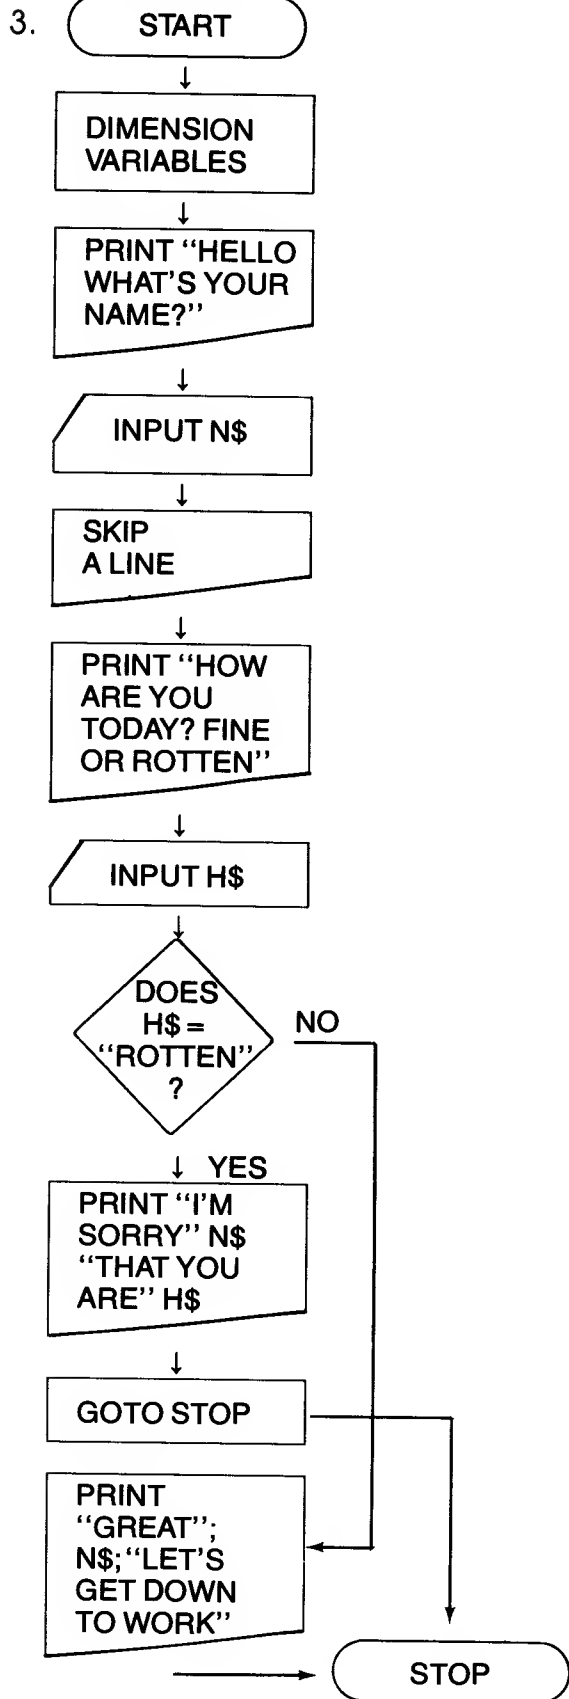 3.
START
DIMENSION
VARIABLES
PRINT “HELLO
WHAT'S YOUR
NAME?”
INPUT N$
SKIP
A LINE
PRINT “HOW
ARE YOU
TODAY? FINE
OR ROTTEN”
INPUT H$
DOES
H$ =
“ROTTEN”
?
NO
YES
PRINT “I'M
SORRY” N$
“THAT YOU
ARE” H$
GOTO STOP
PRINT
“GREAT”;
N$;“LET'S
GET DOWN
TO WORK”
STOP